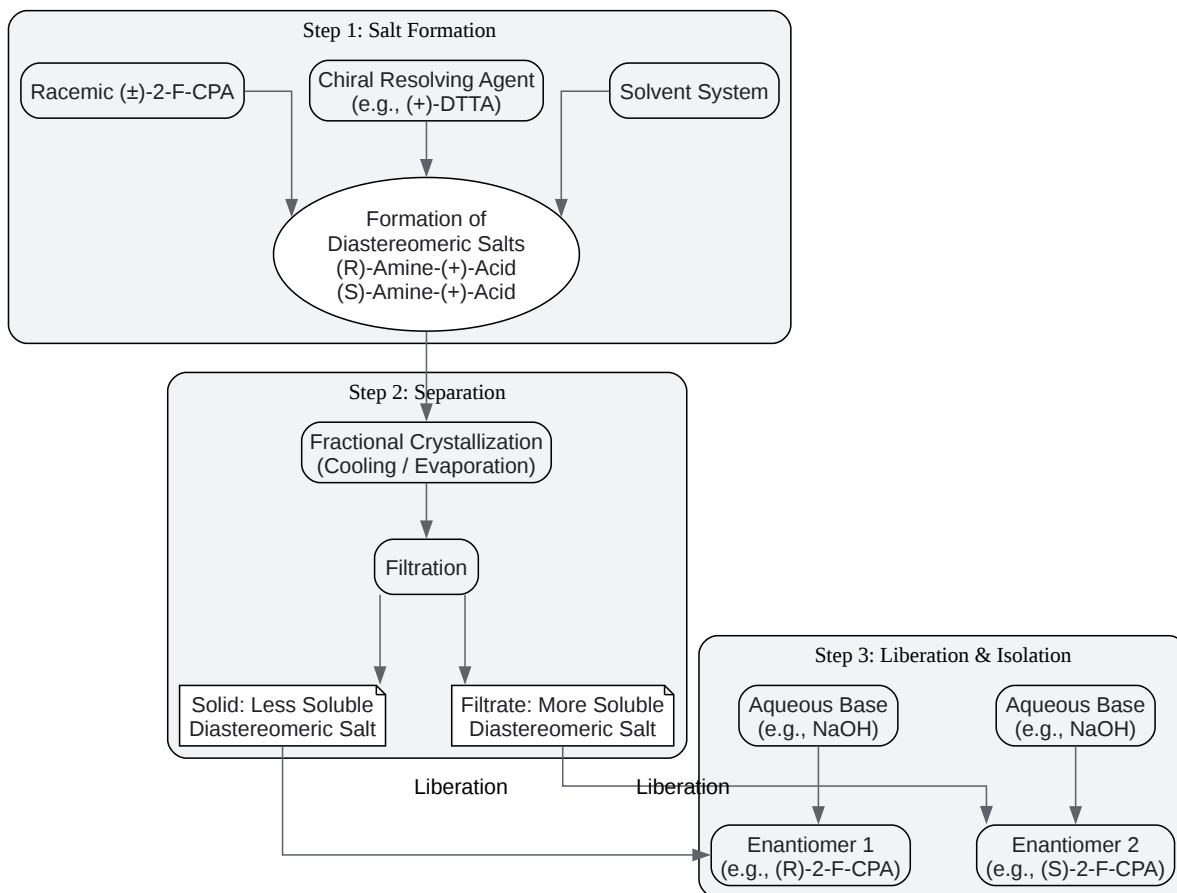 Step 1: Salt Formation
Racemic (±)-2-F-CPA
Chiral Resolving Agent
(e.g., (+)-DTTA)
Solvent System
Formation of
Diastereomeric Salts
(R)-Amine-(+)-Acid
(S)-Amine-(+)-Acid
Step 2: Separation
Fractional Crystallization
(Cooling / Evaporation)
Filtration
Solid: Less Soluble
Diastereomeric Salt
Filtrate: More Soluble
Diastereomeric Salt
Step 3: Liberation & Isolation
Aqueous Base
(e.g., NaOH)
Aqueous Base
(e.g., NaOH)
Liberation
Liberation
Enantiomer 1
(e.g., (R)-2-F-CPA)
Enantiomer 2
(e.g., (S)-2-F-CPA)